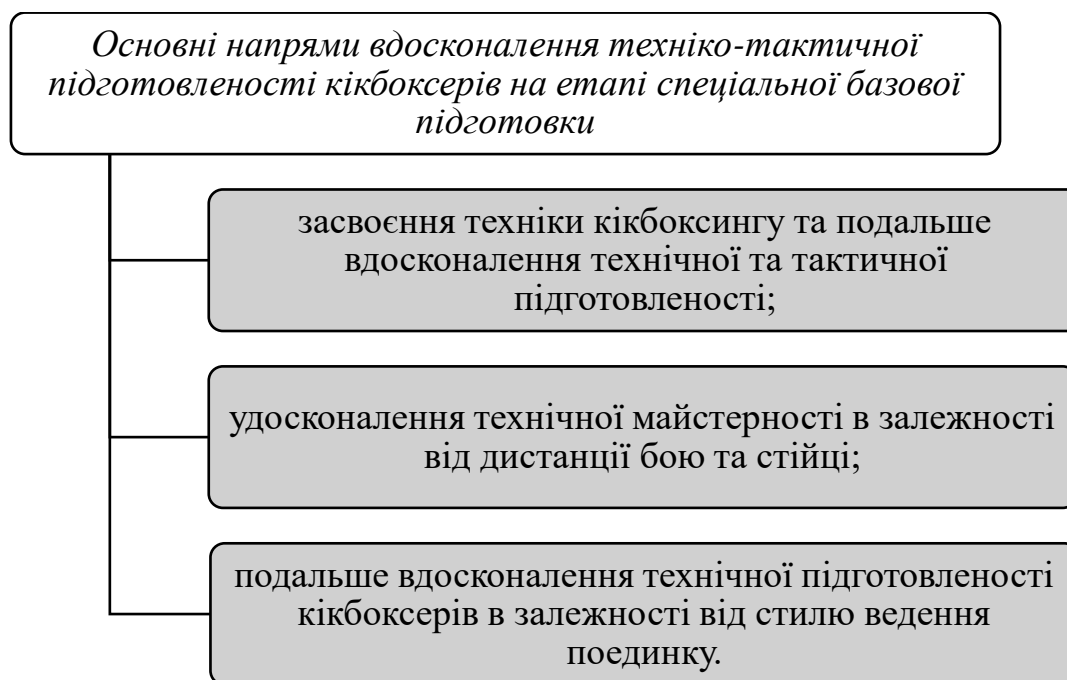 Основні напрями вдосконалення техніко-тактичної
підготовленості кікбоксерів на етапі спеціальної базової
підготовки
засвоєння техніки кікбоксингу та подальше
вдосконалення технічної та тактичної
підготовленості;
удосконалення технічної майстерності в залежності
від дистанції бою та стійці;
подальше вдосконалення технічної підготовленості
кікбоксерів в залежності від стилю ведення
поединку.